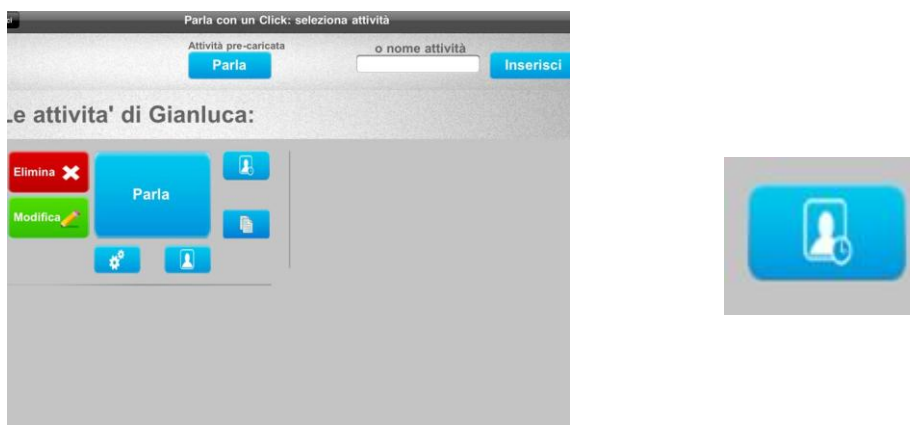 Parla con un Click: seleziona attività
Attività pre-caricata
o nome attività
Parla
Inserisci
attivita' di Gianluca:
Elimina
Parla
Modifica